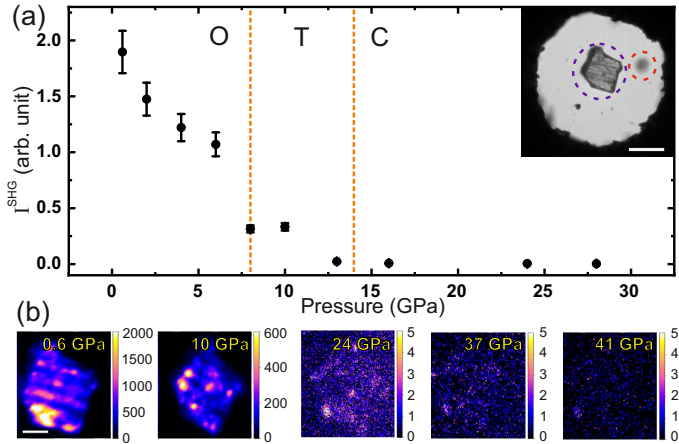 (a)
O T C
2.0
1.5
1.0
0.5
0.0
I^SHG (arb. unit)
0 5 10 15 20 25 30
Pressure (GPa)
(b)
0.6 GPa
2000
1500
1000
500
0
10 GPa
600
400
200
0
24 GPa
5
4
3
2
1
0
37 GPa
5
4
3
2
1
0
41 GPa
5
4
3
2
1
0